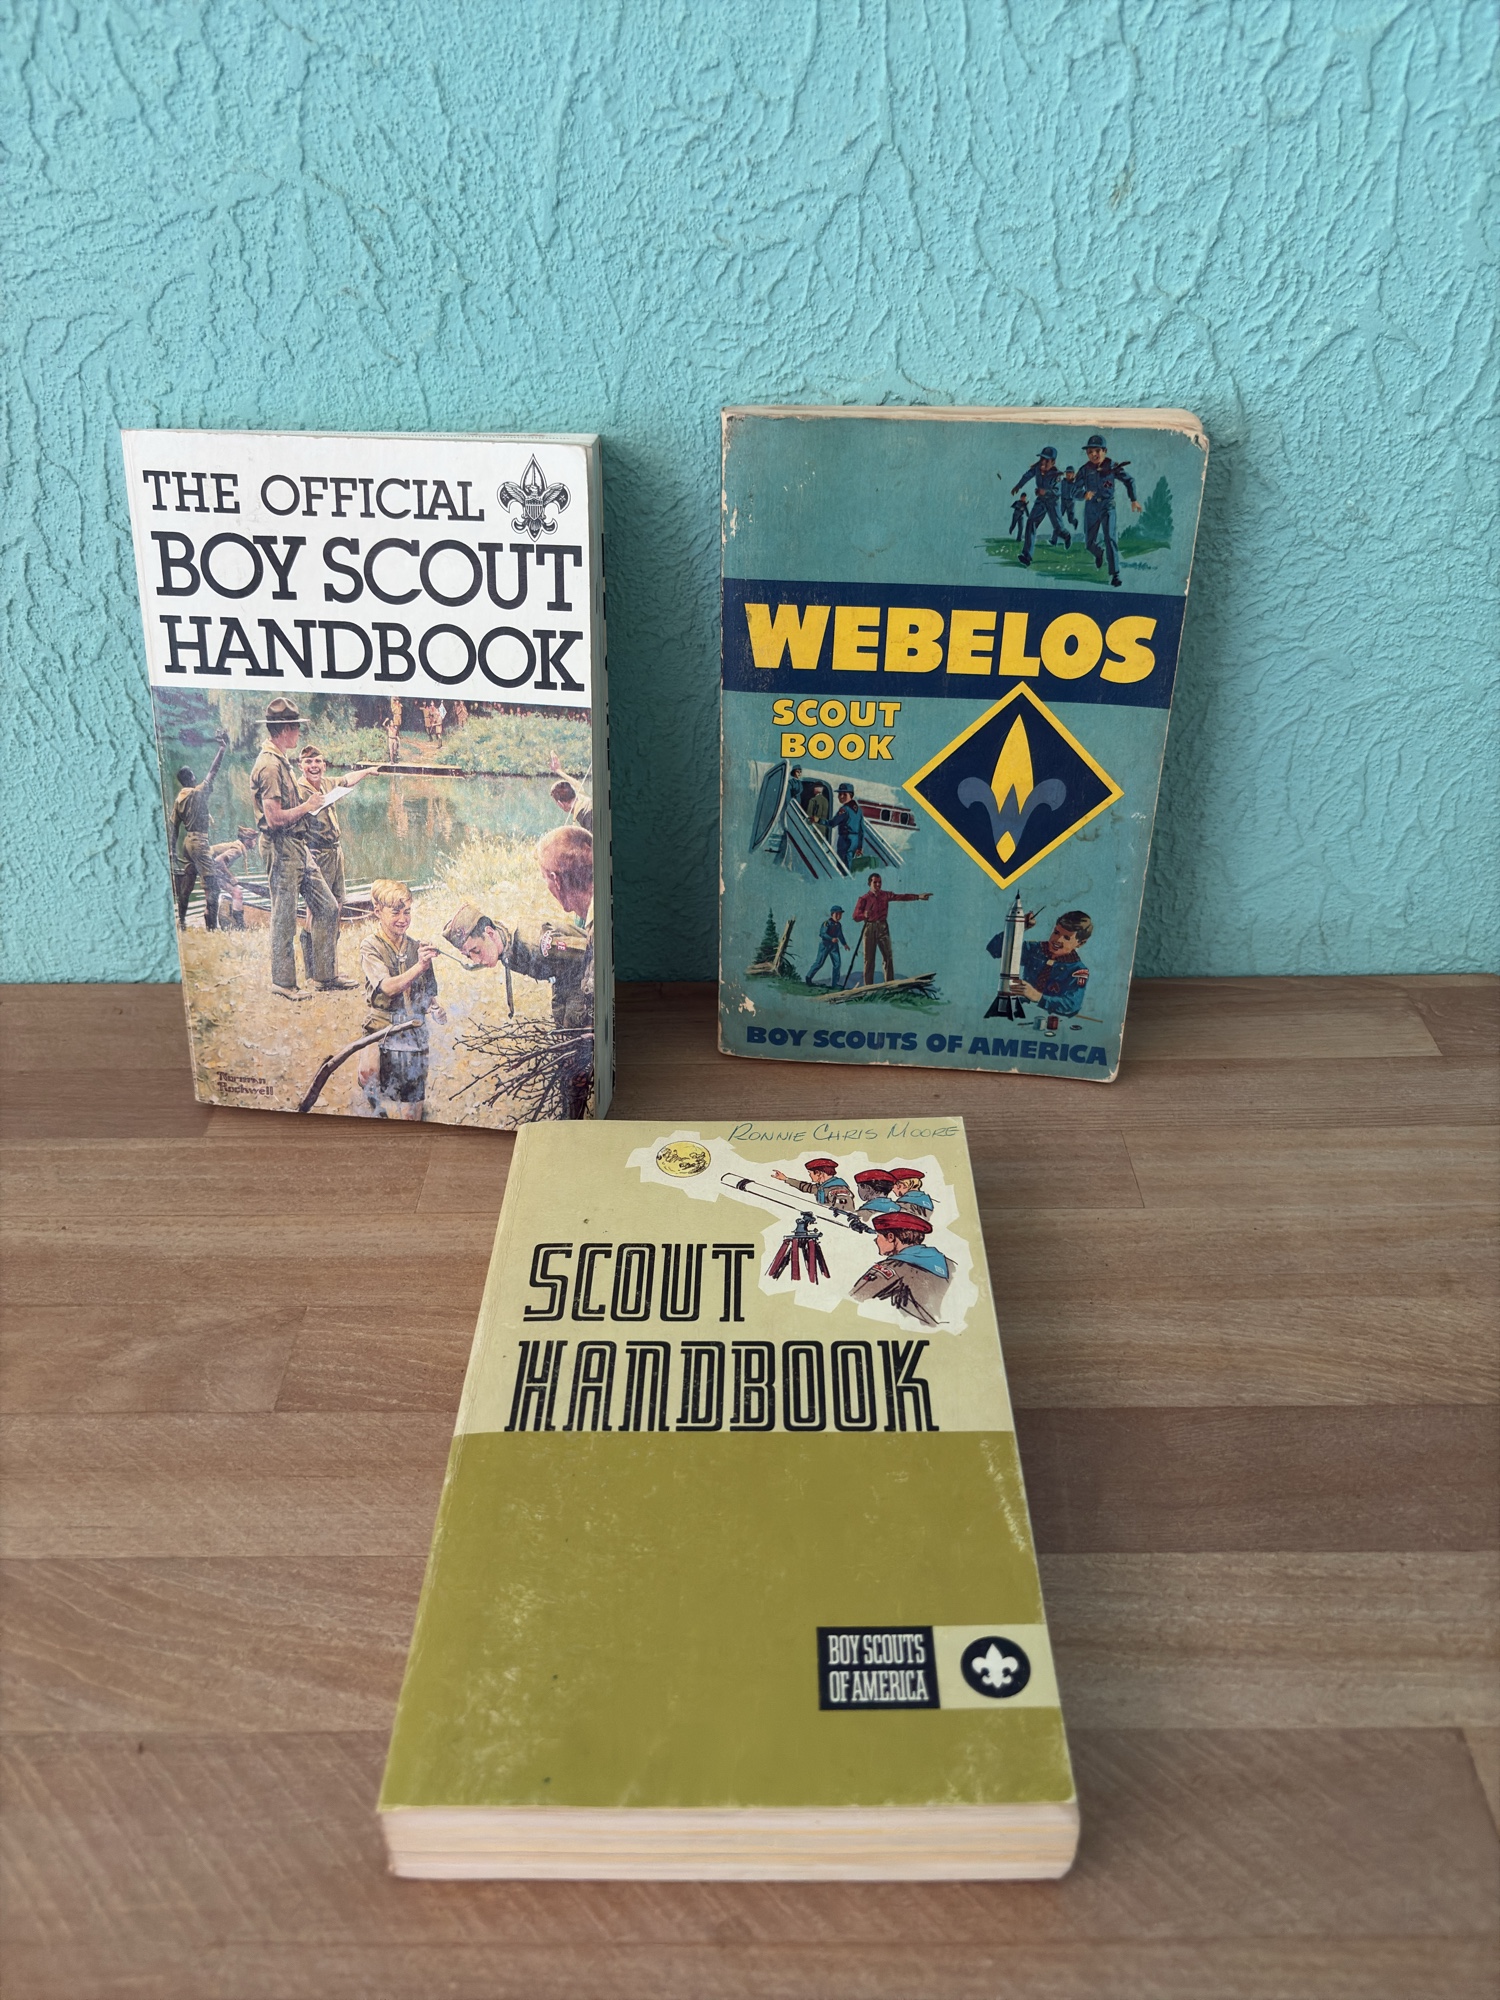 THE OFFICIAL
BOY SCOUT
HANDBOOK
Norman
Rockwell
WEBELOS
SCOUT
BOOK
BOY SCOUTS OF AMERICA
RONNIE CHRIS MOORE
SCOUT
HANDBOOK
BOY SCOUTS
OF AMERICA